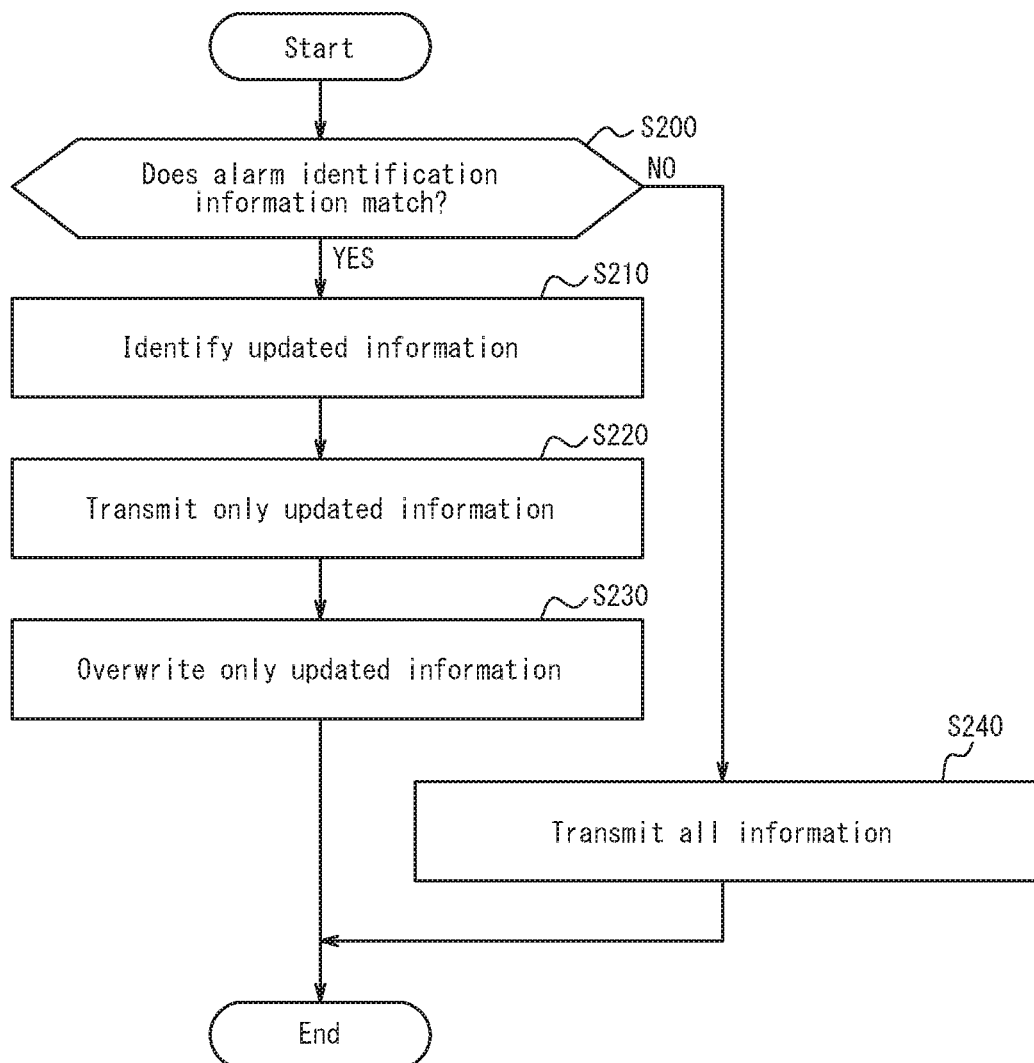 Start
S200
Does alarm identification
information match?
NO
YES
S210
Identify updated information
S220
Transmit only updated information
S230
Overwrite only updated information
S240
Transmit all information
End